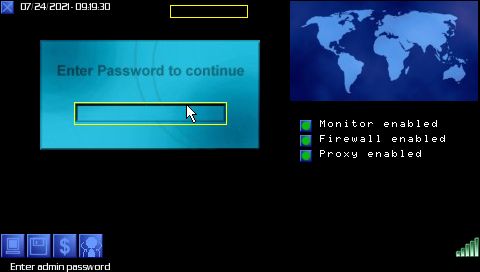 07/24/2021 - 09:19:30
Enter Password to continue
Monitor enabled
Firewall enabled
Proxy enabled
$
Enter admin password